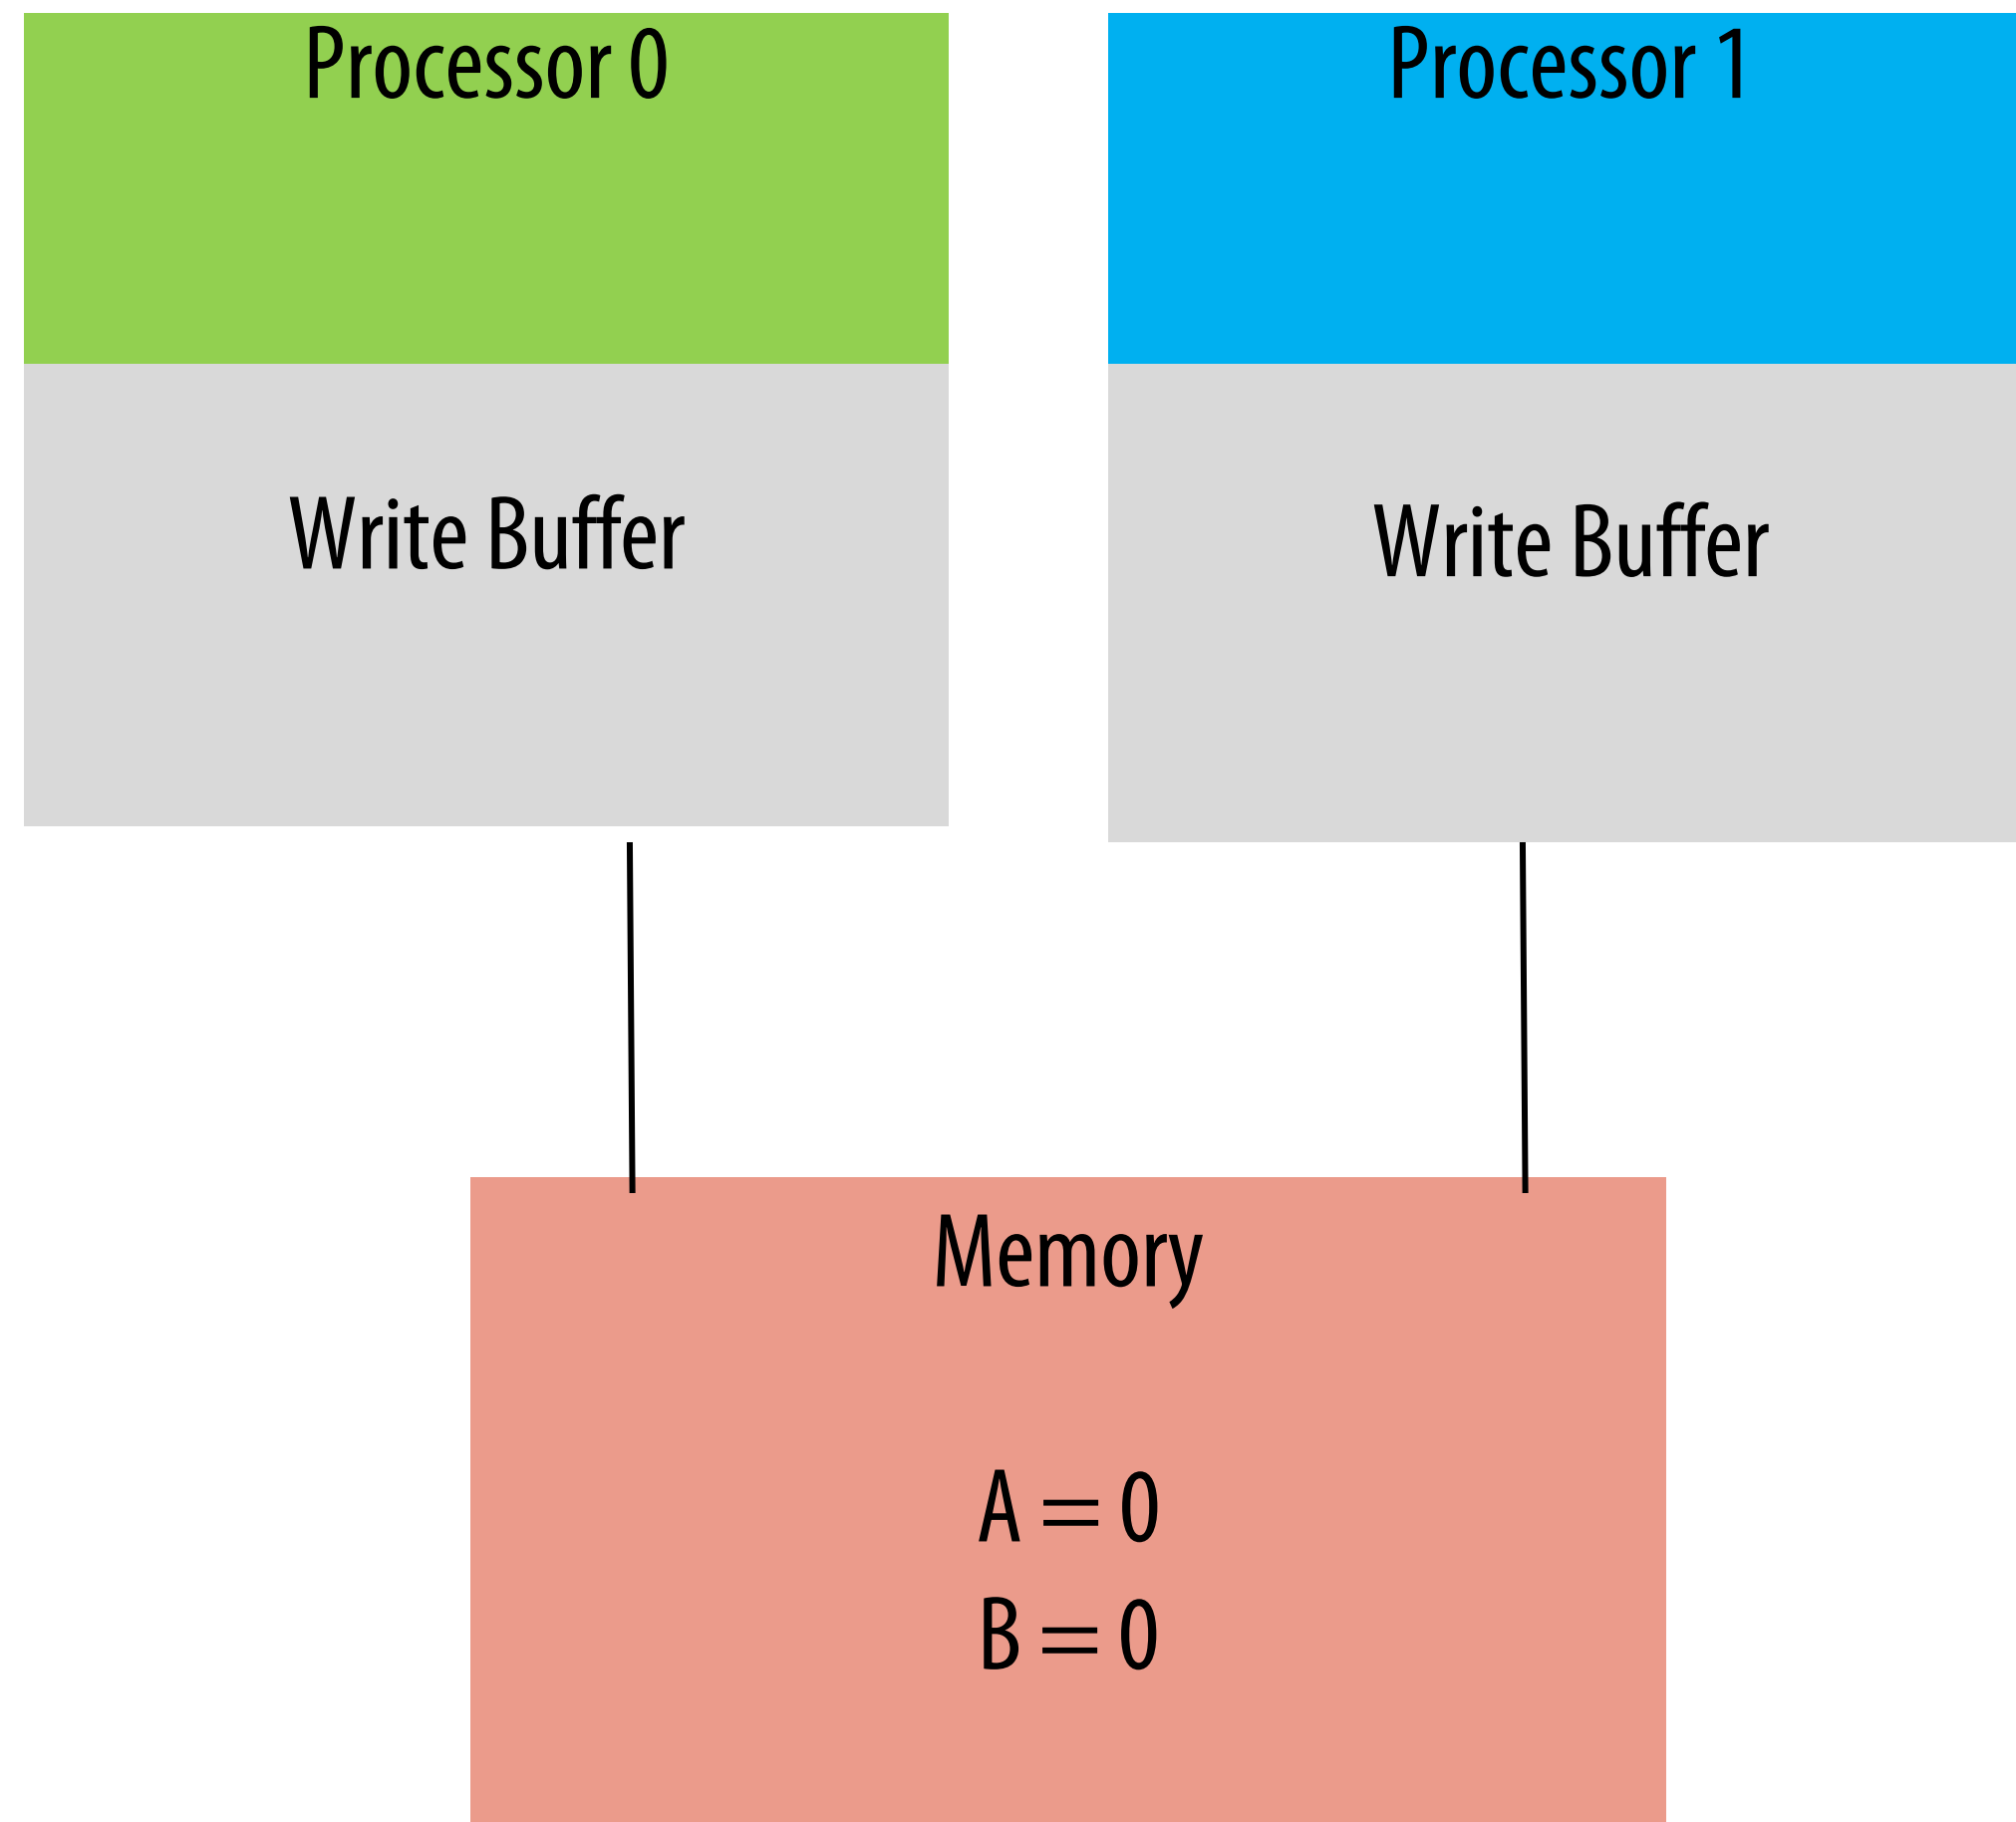 Processor 0
Processor 1
Write Buffer
Write Buffer
Memory
A = 0
B = 0